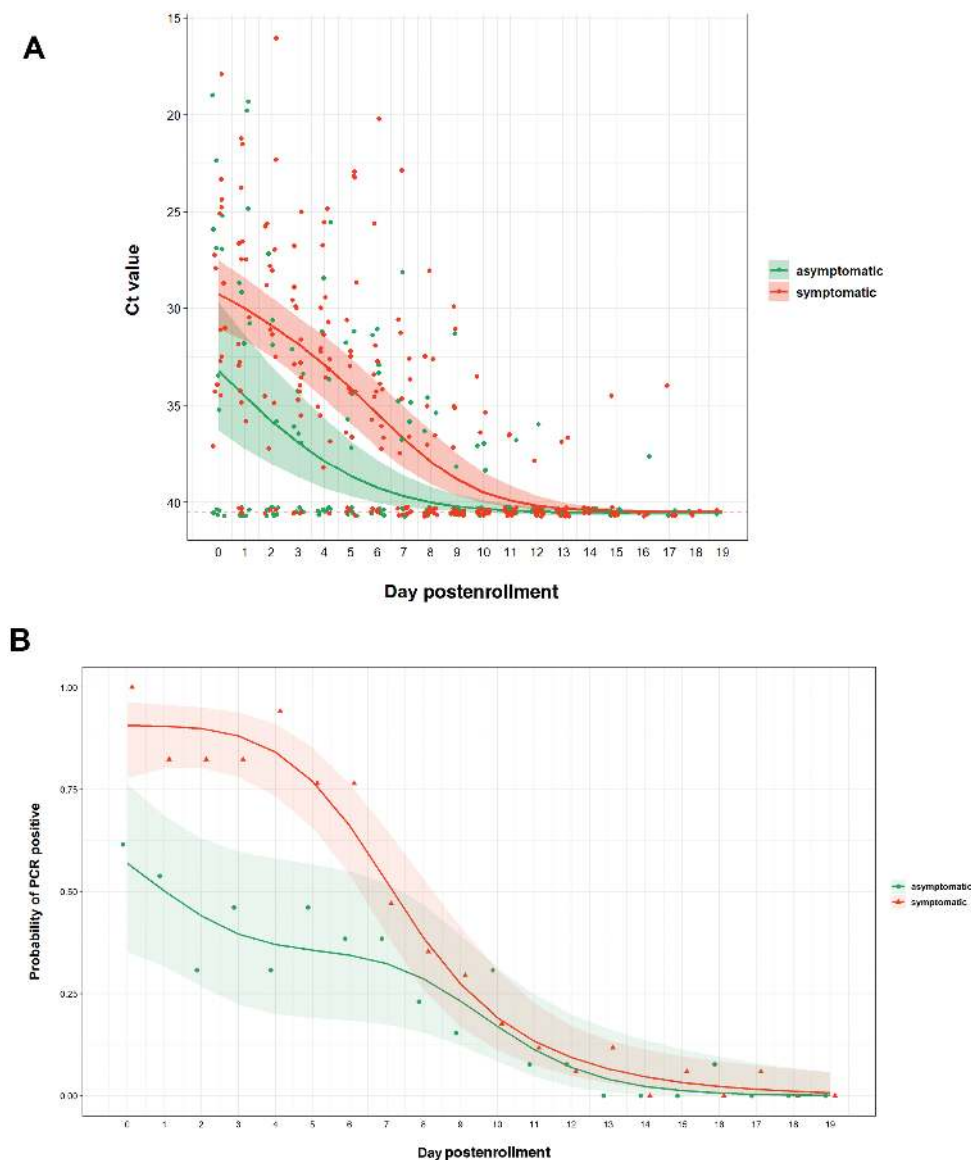 A
15
20
25
30
35
40
Ct value
0 1 2 3 4 5 6 7 8 9 10 11 12 13 14 15 16 17 18 19
Day postenrollment
asymptomatic
symptomatic
B
1.00
0.75
0.50
0.25
0.00
Probability of PCR positive
0 1 2 3 4 5 6 7 8 9 10 11 12 13 14 15 16 17 18 19
Day postenrollment
asymptomatic
symptomatic